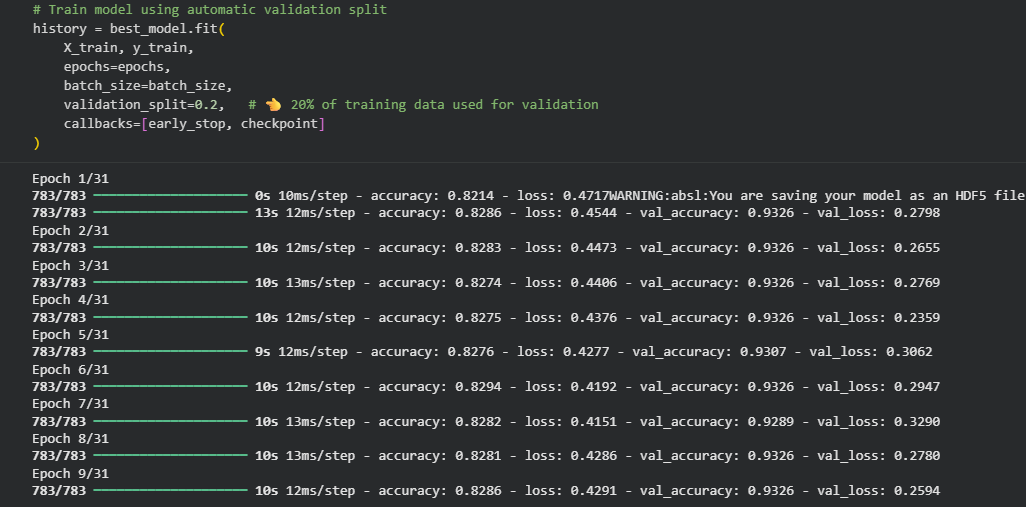 # Train model using automatic validation split
history = best_model.fit(
    X_train, y_train,
    epochs=epochs,
    batch_size=batch_size,
    validation_split=0.2,   # 👈 20% of training data used for validation
    callbacks=[early_stop, checkpoint]
)
Epoch 1/31
783/783 ━━━━━━━━━━━━━━━━━━━━ 0s 10ms/step - accuracy: 0.8214 - loss: 0.4717WARNING:absl:You are saving your model as an HDF5 file
783/783 ━━━━━━━━━━━━━━━━━━━━ 13s 12ms/step - accuracy: 0.8286 - loss: 0.4544 - val_accuracy: 0.9326 - val_loss: 0.2798
Epoch 2/31
783/783 ━━━━━━━━━━━━━━━━━━━━ 10s 12ms/step - accuracy: 0.8283 - loss: 0.4473 - val_accuracy: 0.9326 - val_loss: 0.2655
Epoch 3/31
783/783 ━━━━━━━━━━━━━━━━━━━━ 10s 13ms/step - accuracy: 0.8274 - loss: 0.4406 - val_accuracy: 0.9326 - val_loss: 0.2769
Epoch 4/31
783/783 ━━━━━━━━━━━━━━━━━━━━ 10s 12ms/step - accuracy: 0.8275 - loss: 0.4376 - val_accuracy: 0.9326 - val_loss: 0.2359
Epoch 5/31
783/783 ━━━━━━━━━━━━━━━━━━━━ 9s 12ms/step - accuracy: 0.8276 - loss: 0.4277 - val_accuracy: 0.9307 - val_loss: 0.3062
Epoch 6/31
783/783 ━━━━━━━━━━━━━━━━━━━━ 10s 12ms/step - accuracy: 0.8294 - loss: 0.4192 - val_accuracy: 0.9326 - val_loss: 0.2947
Epoch 7/31
783/783 ━━━━━━━━━━━━━━━━━━━━ 10s 13ms/step - accuracy: 0.8282 - loss: 0.4151 - val_accuracy: 0.9289 - val_loss: 0.3290
Epoch 8/31
783/783 ━━━━━━━━━━━━━━━━━━━━ 10s 13ms/step - accuracy: 0.8281 - loss: 0.4286 - val_accuracy: 0.9326 - val_loss: 0.2780
Epoch 9/31
783/783 ━━━━━━━━━━━━━━━━━━━━ 10s 12ms/step - accuracy: 0.8286 - loss: 0.4291 - val_accuracy: 0.9326 - val_loss: 0.2594